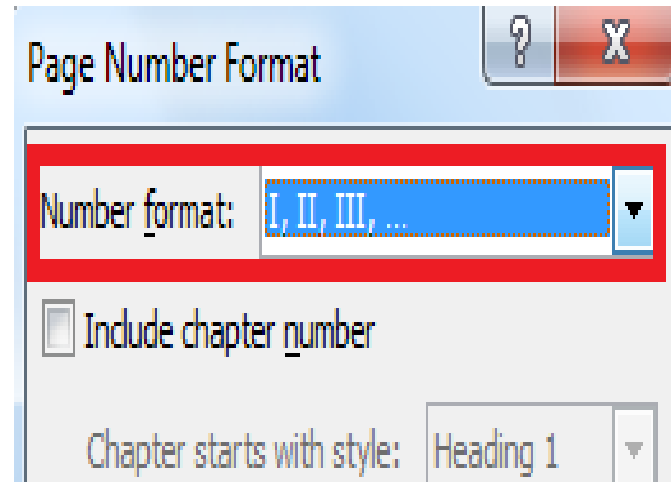 Page Number Format
Number format: I, II, III, ...
Include chapter number
Chapter starts with style: Heading 1